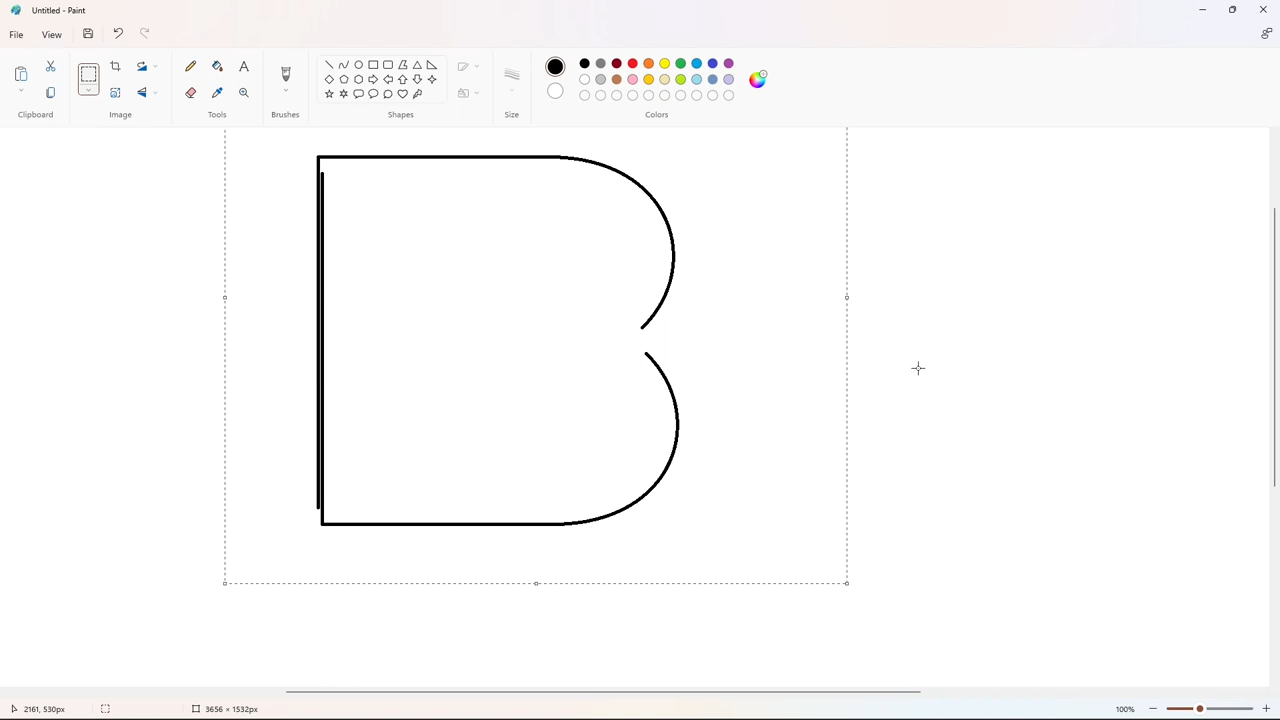 Untitled - Paint
File View
Clipboard Image Tools Brushes Shapes Size Colors
B
2161, 530px 3656 × 1532px 100%